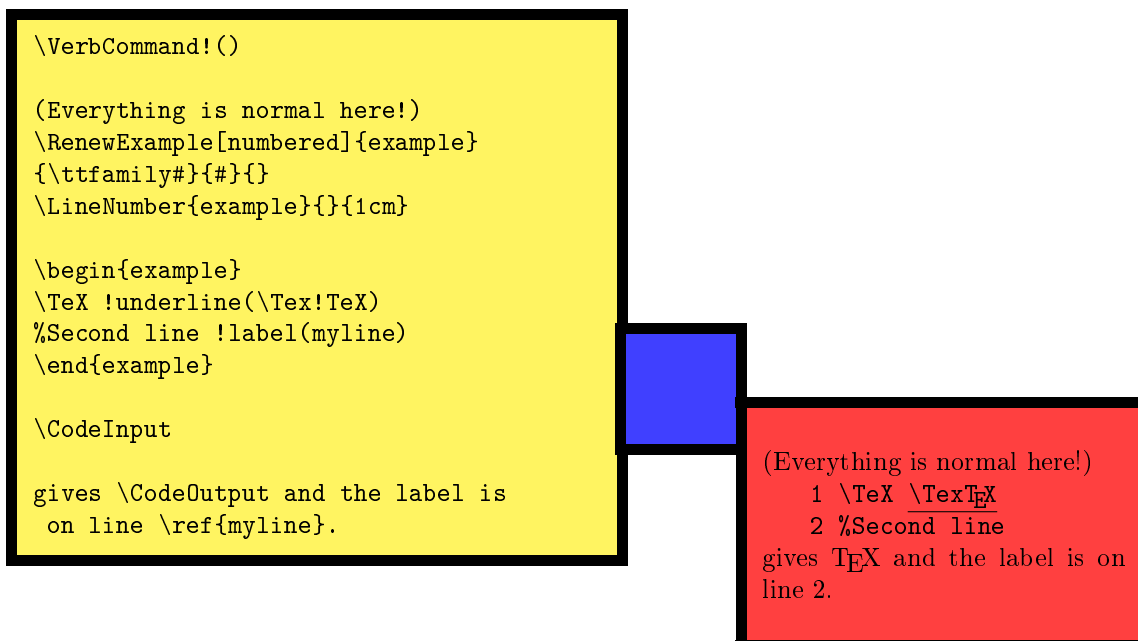 \VerbCommand!()
(Everything is normal here!)
\RenewExample[numbered]{example}
{\ttfamily#}{#}{}
\LineNumber{example}{}{1cm}
\begin{example}
\TeX !underline(\Tex!TeX)
%Second line !label(myline)
\end{example}
\CodeInput
gives \CodeOutput and the label is
on line \ref{myline}.
(Everything is normal here!)
1 \TeX \TexTEX
2 %Second line
gives TEX and the label is on
line 2.